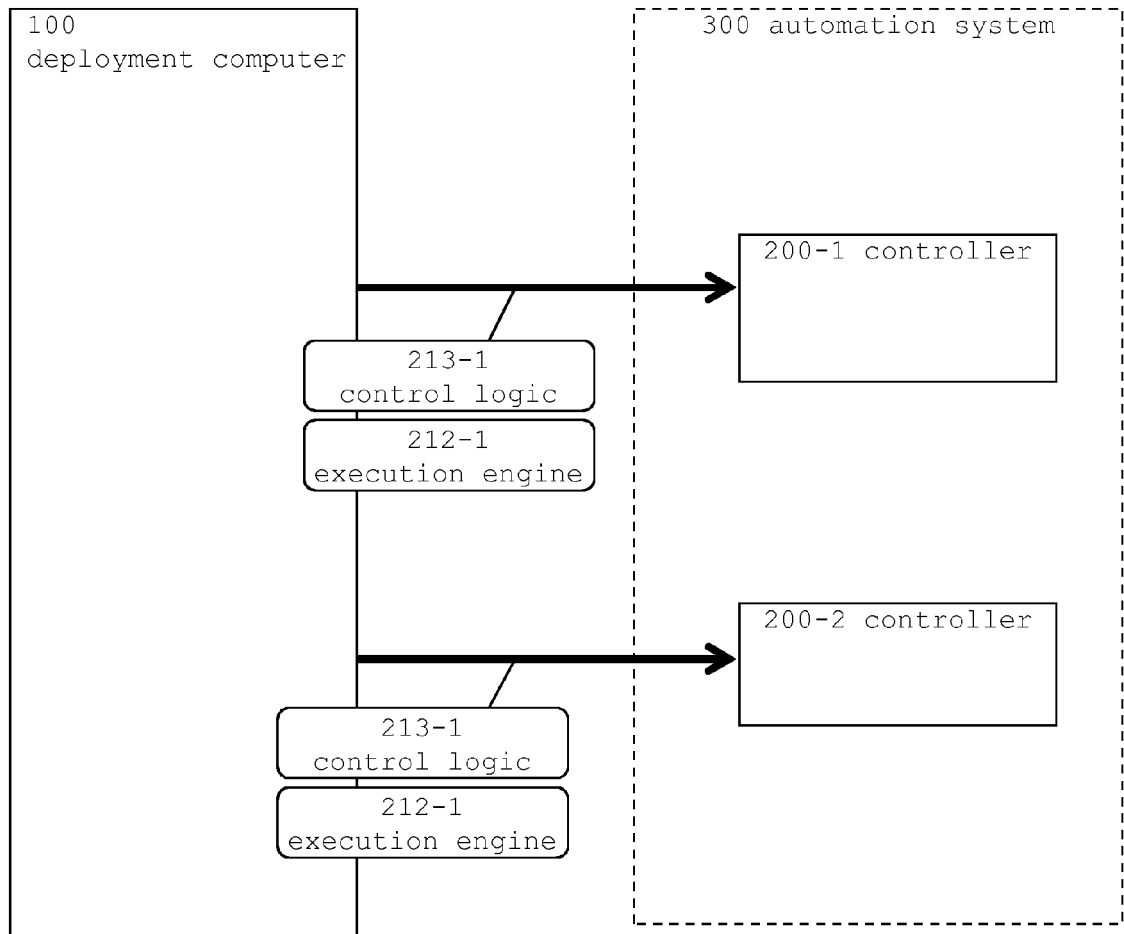 100
deployment computer
300 automation system
200-1 controller
213-1
control logic
212-1
execution engine
200-2 controller
213-1
control logic
212-1
execution engine